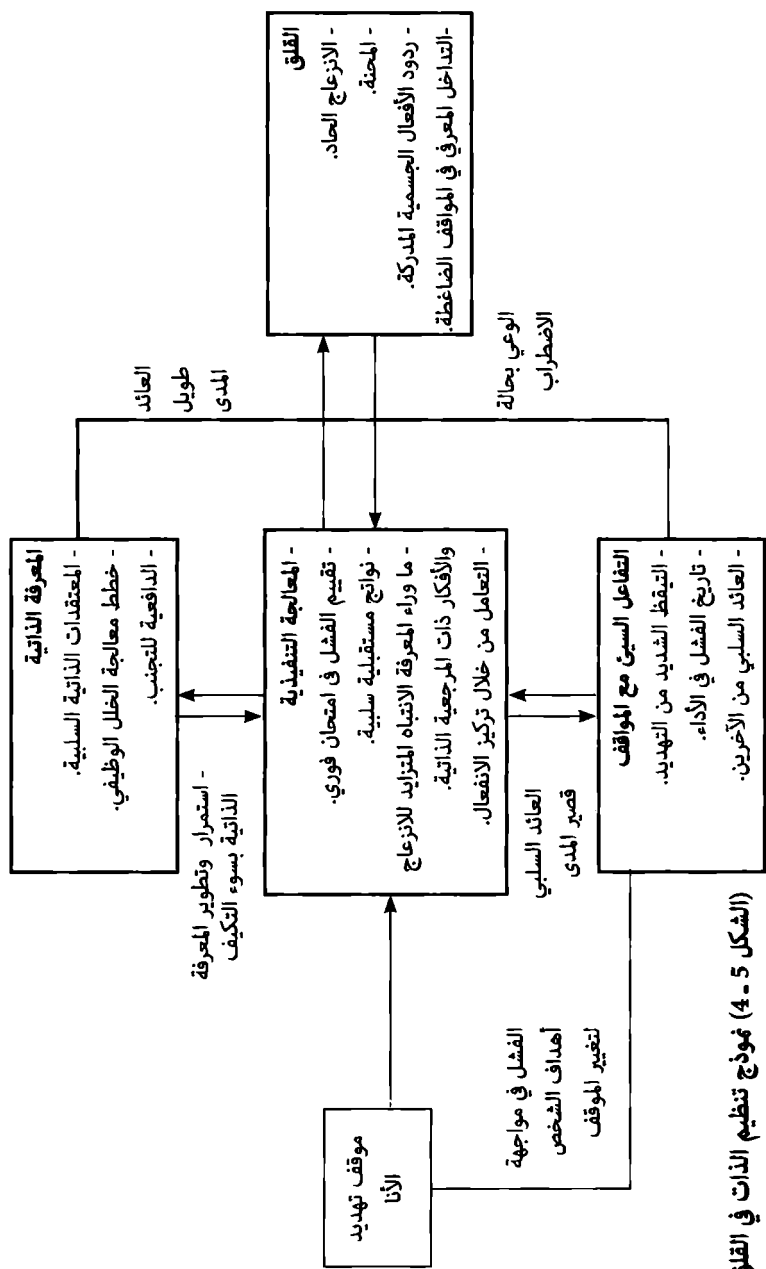 المعرفة الذاتية
- المعتقدات الذاتية السلبية.
- خطط معالجة الخلل الوظيفي.
- الدافعية للتجنب.
العائد
طويل
المدى
- استمرار وتطوير المعرفة
الذاتية بسوء التكيف
موقف تهديد
الأنا
- المعالجة التنفيذية
- تقييم الفشل فى امتحان فوري.
- نواتج مستقبلية سلبية.
- ما وراء المعرفة الانتباه المتزايد للانزعاج
والأفكار ذات المرجعية الذاتية.
- التعامل من خلال تركيز الانفعال.
القلق
- الانزعاج الحاد.
- المحنة.
- ردود الأفعال الجسمية المدركة.
-التداخل المعرفي في المواقف الضاغطة.
الفشل في مواجهة
أهداف الشخص
لتغيير الموقف
العائد السلبي
قصير المدى
الوعي بحالة
الاضطراب
التفاعل السيئ مع المواقف
- التيقظ الشديد من التهديد.
- تاريخ الفشل في الأداء.
- العائد السلبي من الآخرين.
(الشكل 5 - 4) نموذج تنظيم الذات في القلق